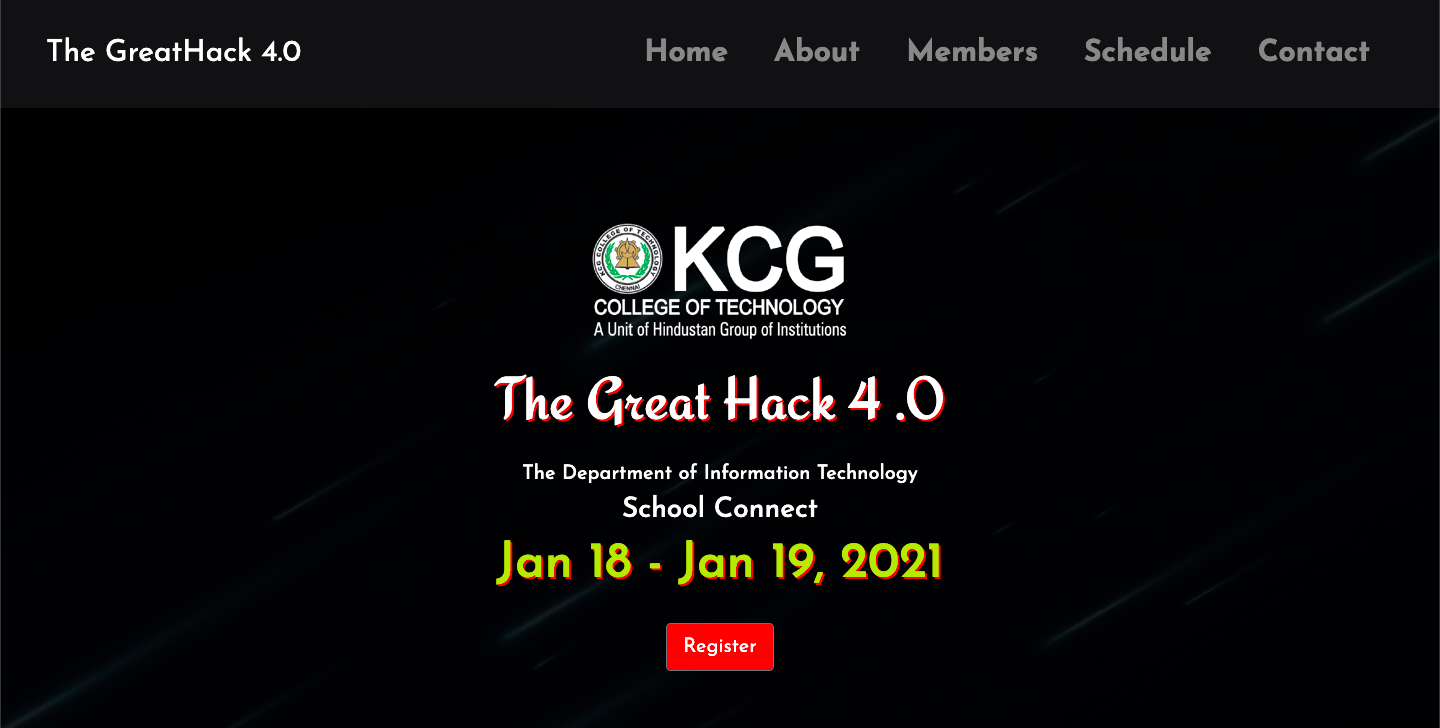 The GreatHack 4.0
Home About Members Schedule Contact
KCG COLLEGE OF TECHNOLOGY
CHENNAI
KCG
COLLEGE OF TECHNOLOGY
A Unit of Hindustan Group of Institutions
The Great Hack 4 .0
The Department of Information Technology
School Connect
Jan 18 - Jan 19, 2021
Register